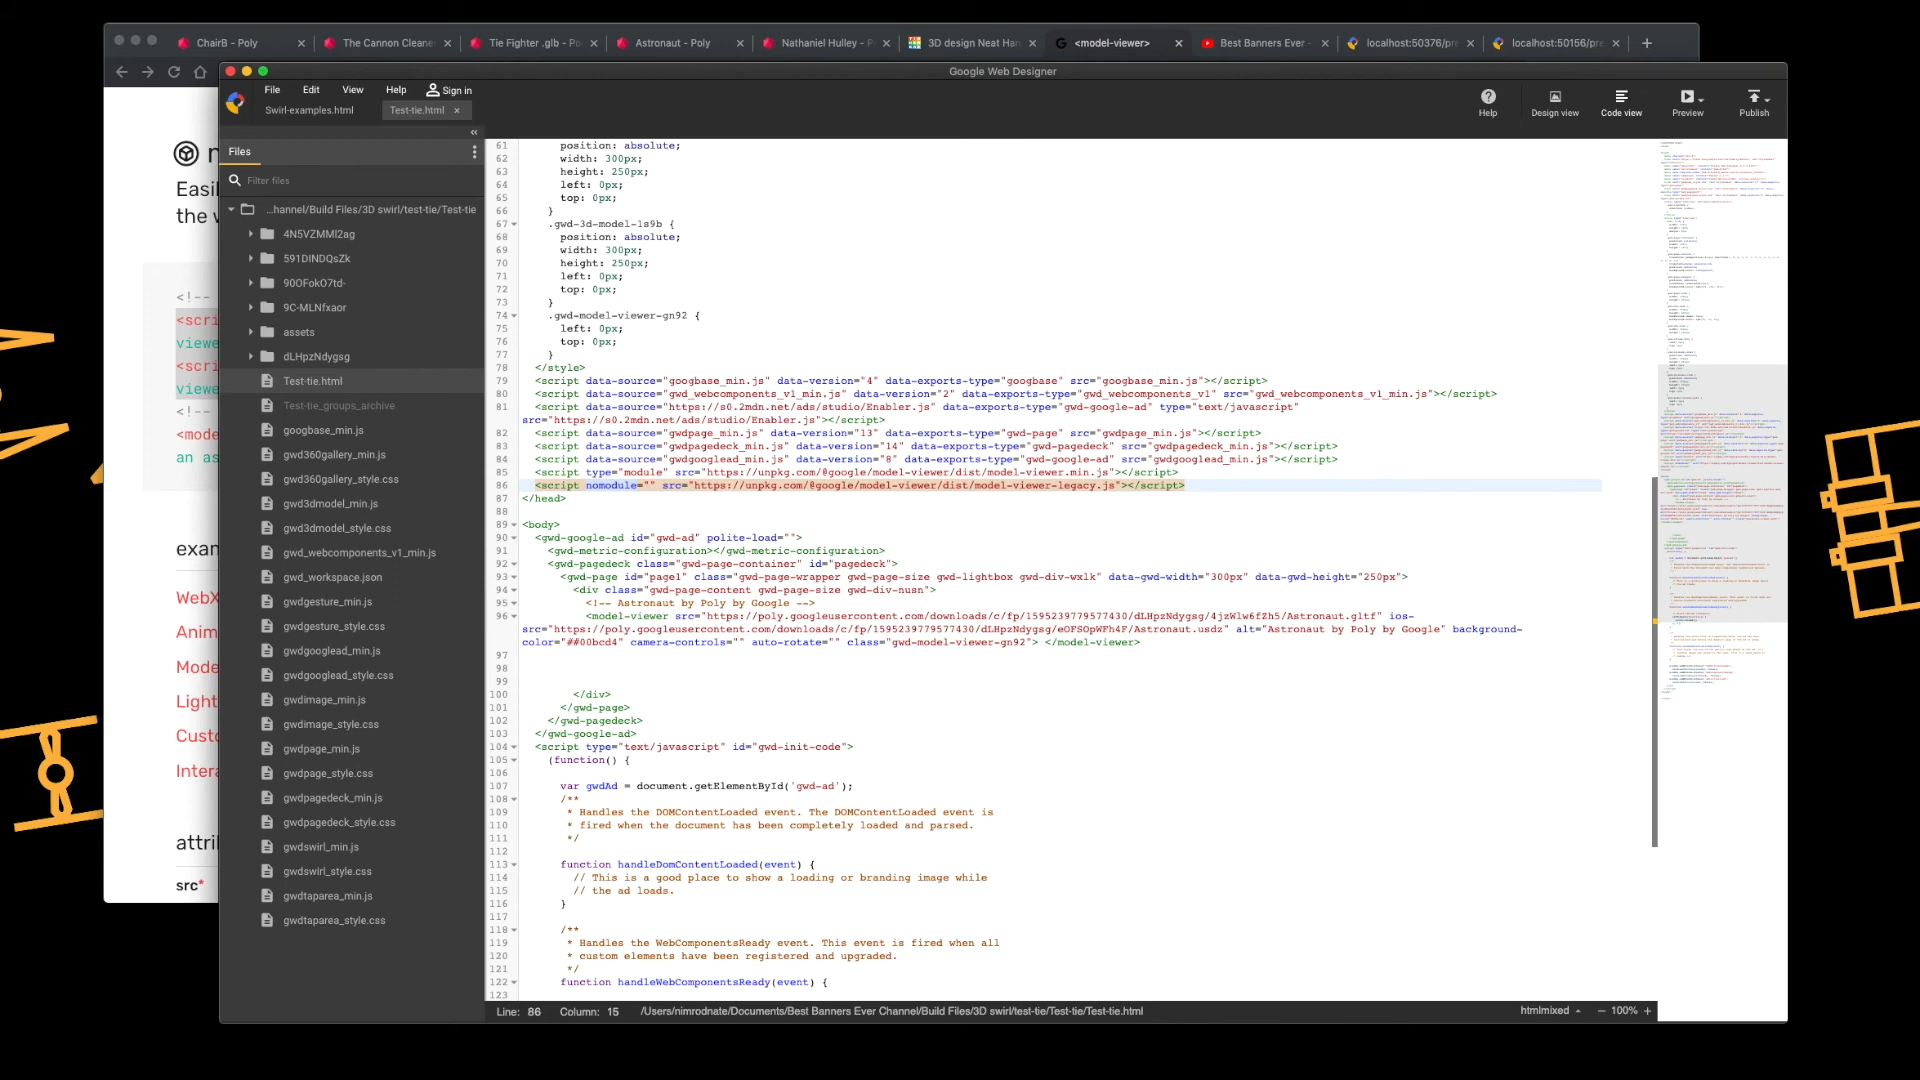 ChairB - Poly
The Cannon Cleane
Tie Fighter .glb - Po
Astronaut - Poly
Nathaniel Hulley - P
3D design Neat Han
<model-viewer>
Best Banners Ever -
localhost:50376/pre
localhost:50156/pre
Google Web Designer
File Edit View Help Sign in
Swirl-examples.html
Test-tie.html
Help
Design view
Code view
Preview
Publish
Easil
the w
<!--
<scri
viewe
<scri
viewe
<!--
<mode
an as
exam
WebX
Anim
Mode
Light
Custo
Intera
attri
src*
Files
Filter files
...hannel/Build Files/3D swirl/test-tie/Test-tie
4N5VZMMl2ag
591DINDQsZk
90OFokO7td-
9C-MLNfxaor
assets
dLHpzNdygsg
Test-tie.html
Test-tie_groups_archive
googbase_min.js
gwd360gallery_min.js
gwd360gallery_style.css
gwd3dmodel_min.js
gwd3dmodel_style.css
gwd_webcomponents_v1_min.js
gwd_workspace.json
gwdgesture_min.js
gwdgesture_style.css
gwdgooglead_min.js
gwdgooglead_style.css
gwdimage_min.js
gwdimage_style.css
gwdpage_min.js
gwdpage_style.css
gwdpagedeck_min.js
gwdpagedeck_style.css
gwdswirl_min.js
gwdswirl_style.css
gwdtaparea_min.js
gwdtaparea_style.css
61 position: absolute;
62 width: 300px;
63 height: 250px;
64 left: 0px;
65 top: 0px;
66 }
67 .gwd-3d-model-1s9b {
68 position: absolute;
69 width: 300px;
70 height: 250px;
71 left: 0px;
72 top: 0px;
73 }
74 .gwd-model-viewer-gn92 {
75 left: 0px;
76 top: 0px;
77 }
78 </style>
79 <script data-source="googbase_min.js" data-version="4" data-exports-type="googbase" src="googbase_min.js"></script>
80 <script data-source="gwd_webcomponents_v1_min.js" data-version="2" data-exports-type="gwd_webcomponents_v1" src="gwd_webcomponents_v1_min.js"></script>
81 <script data-source="https://s0.2mdn.net/ads/studio/Enabler.js" data-exports-type="gwd-google-ad" type="text/javascript"
src="https://s0.2mdn.net/ads/studio/Enabler.js"></script>
82 <script data-source="gwdpage_min.js" data-version="13" data-exports-type="gwd-page" src="gwdpage_min.js"></script>
83 <script data-source="gwdpagedeck_min.js" data-version="14" data-exports-type="gwd-pagedeck" src="gwdpagedeck_min.js"></script>
84 <script data-source="gwdgooglead_min.js" data-version="8" data-exports-type="gwd-google-ad" src="gwdgooglead_min.js"></script>
85 <script type="module" src="https://unpkg.com/@google/model-viewer/dist/model-viewer.min.js"></script>
86 <script nomodule="" src="https://unpkg.com/@google/model-viewer/dist/model-viewer-legacy.js"></script>
87 </head>
88
89 <body>
90 <gwd-google-ad id="gwd-ad" polite-load="">
91 <gwd-metric-configuration></gwd-metric-configuration>
92 <gwd-pagedeck class="gwd-page-container" id="pagedeck">
93 <gwd-page id="page1" class="gwd-page-wrapper gwd-page-size gwd-lightbox gwd-div-wxlk" data-gwd-width="300px" data-gwd-height="250px">
94 <div class="gwd-page-content gwd-page-size gwd-div-nusn">
95 <!-- Astronaut by Poly by Google -->
96 <model-viewer src="https://poly.googleusercontent.com/downloads/c/fp/1595239779577430/dLHpzNdygsg/4jzWlw6fZh5/Astronaut.gltf" ios-
src="https://poly.googleusercontent.com/downloads/c/fp/1595239779577430/dLHpzNdygsg/eOFSOpWFh4F/Astronaut.usdz" alt="Astronaut by Poly by Google" background-
color="##00bcd4" camera-controls="" auto-rotate="" class="gwd-model-viewer-gn92"> </model-viewer>
97
98
99
100 </div>
101 </gwd-page>
102 </gwd-pagedeck>
103 </gwd-google-ad>
104 <script type="text/javascript" id="gwd-init-code">
105 (function() {
106
107 var gwdAd = document.getElementById('gwd-ad');
108 /**
109 * Handles the DOMContentLoaded event. The DOMContentLoaded event is
110 * fired when the document has been completely loaded and parsed.
111 */
112
113 function handleDomContentLoaded(event) {
114 // This is a good place to show a loading or branding image while
115 // the ad loads.
116 }
117
118 /**
119 * Handles the WebComponentsReady event. This event is fired when all
120 * custom elements have been registered and upgraded.
121 */
122 function handleWebComponentsReady(event) {
123
Line: 86 Column: 15 /Users/nimrodnate/Documents/Best Banners Ever Channel/Build Files/3D swirl/test-tie/Test-tie/Test-tie.html
htmlmixed
100%